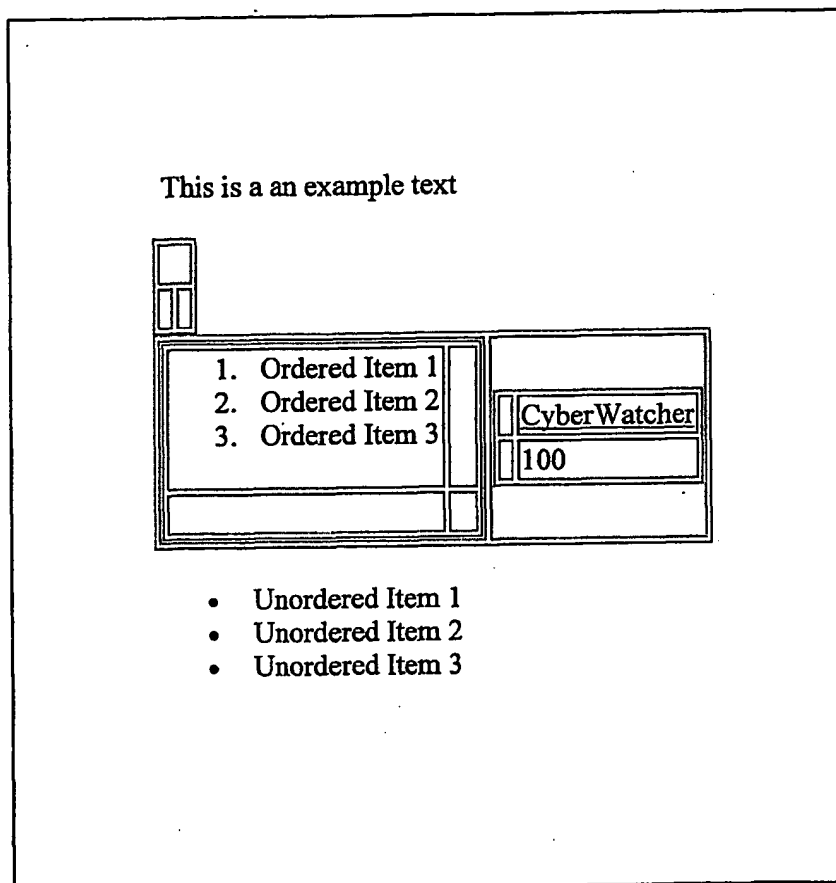 This is a an example text
1. Ordered Item 1
2. Ordered Item 2
3. Ordered Item 3
CyberWatcher
100
• Unordered Item 1
• Unordered Item 2
• Unordered Item 3